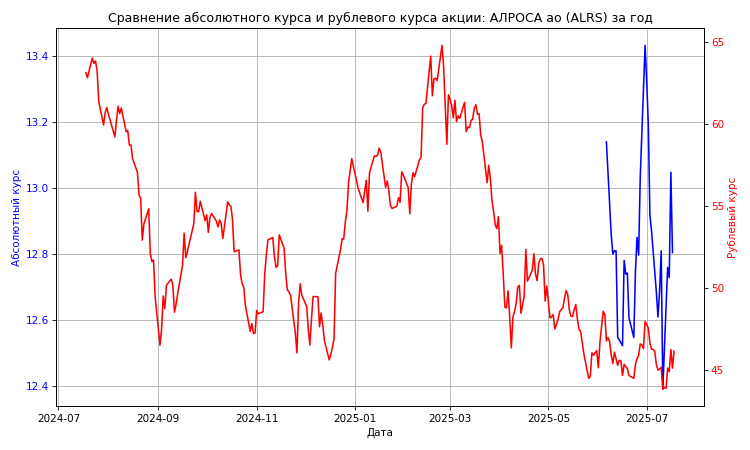 Сравнение абсолютного курса и рублевого курса акции: АЛРОСА ао (ALRS) за год
13.4
13.2
13.0
12.8
12.6
12.4
Абсолютный курс
65
60
55
50
45
Рублевый курс
2024-07 2024-09 2024-11 2025-01 2025-03 2025-05 2025-07
Дата